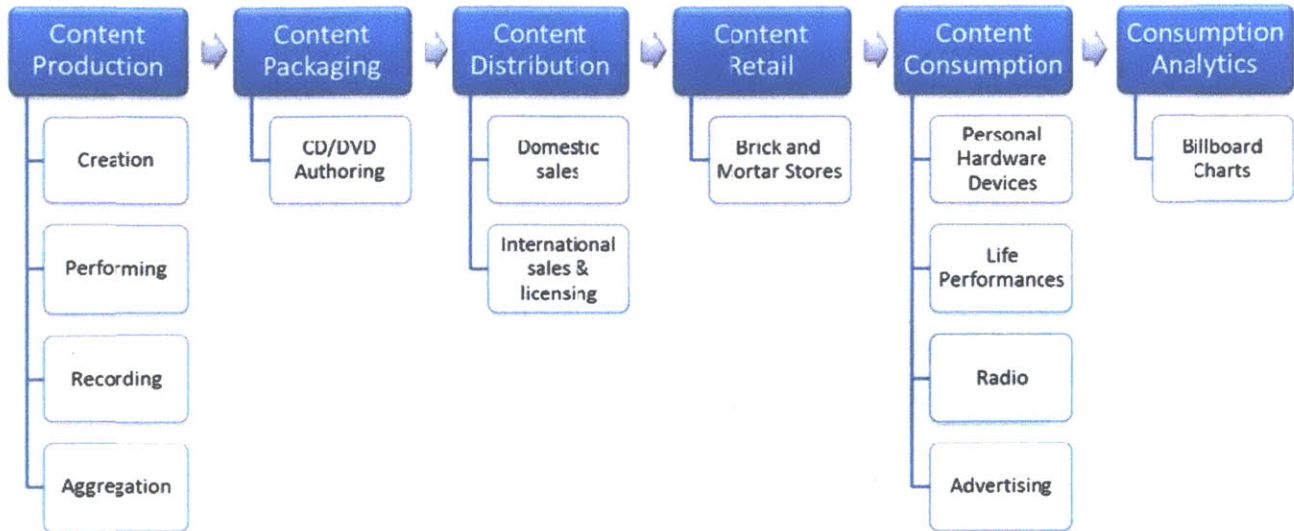 Content
Production
Content
Packaging
Content
Distribution
Content
Retail
Content
Consumption
Consumption
Analytics
Creation
Performing
Recording
Aggregation
CD/DVD
Authoring
Domestic
sales
International
sales &
licensing
Brick and
Mortar Stores
Personal
Hardware
Devices
Life
Performances
Radio
Advertising
Billboard
Charts